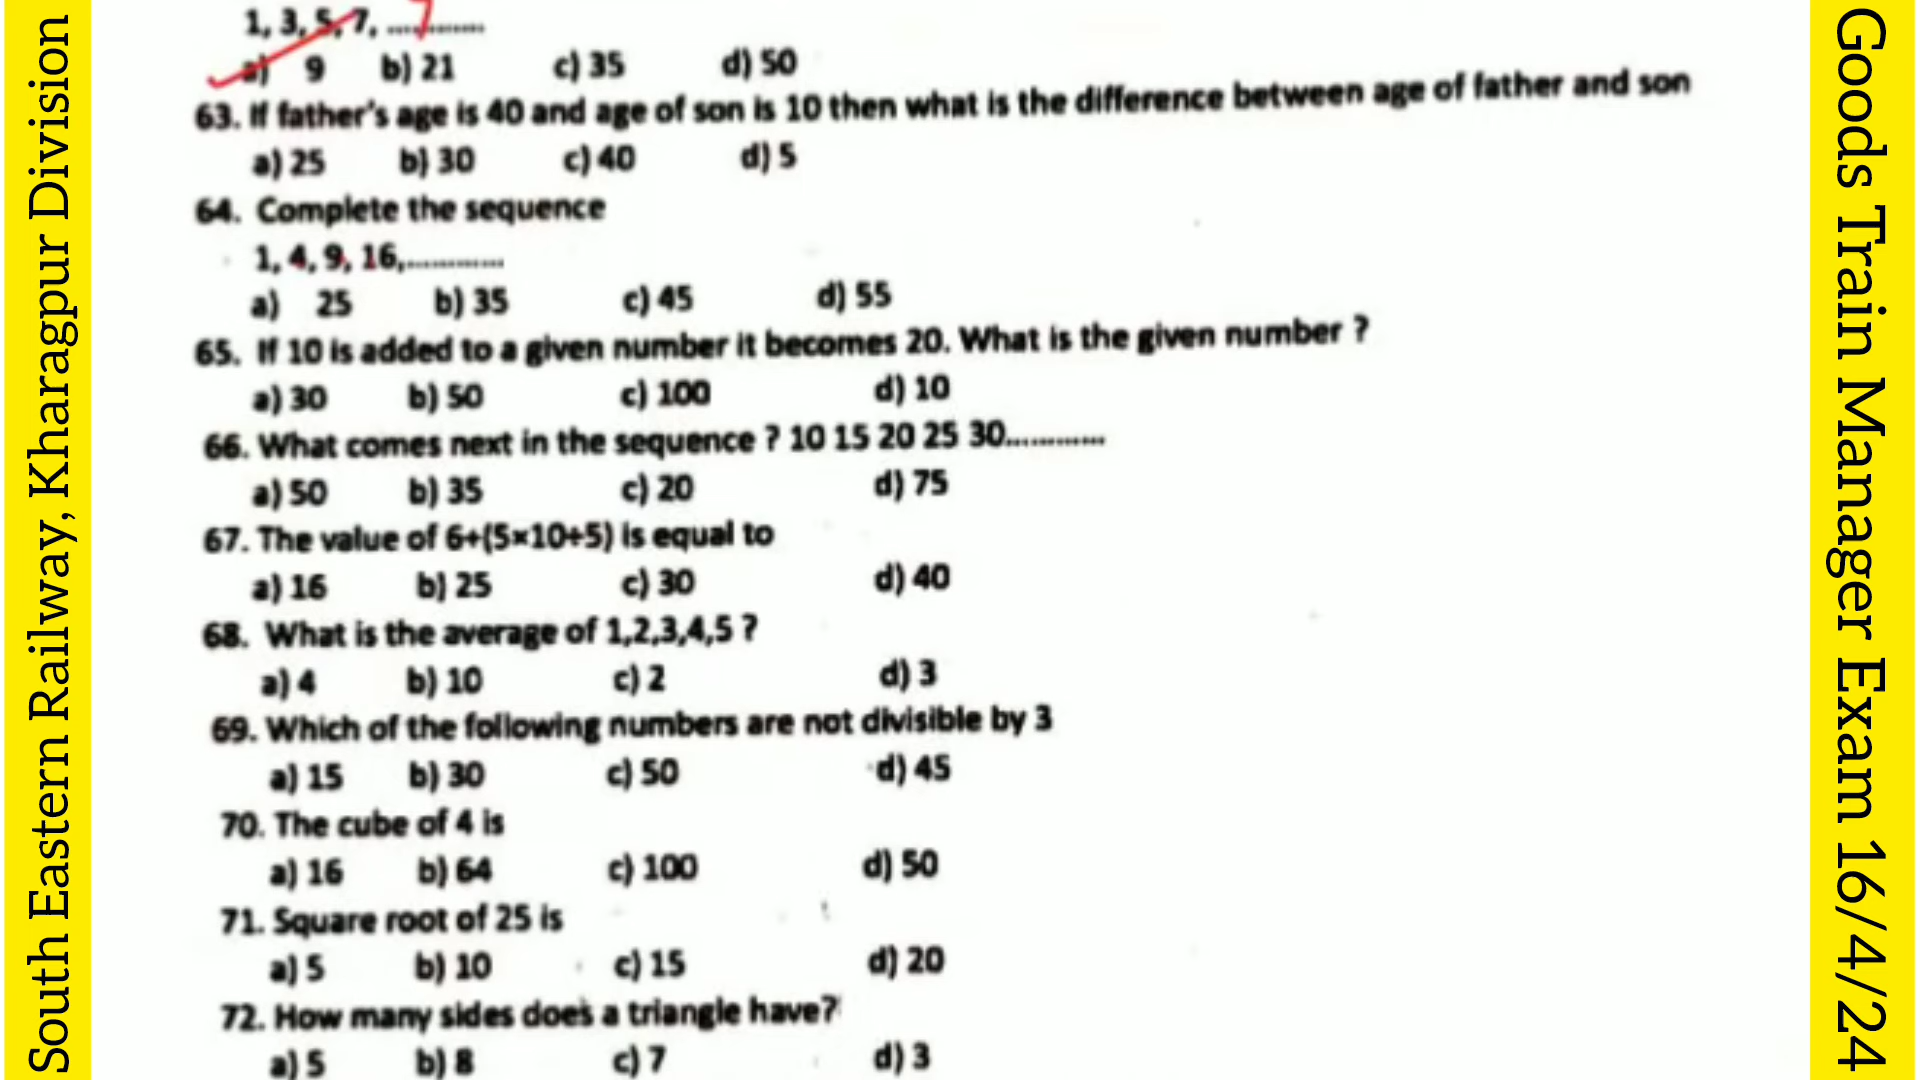 South Eastern Railway, Kharagpur Division
1, 3, 5, 7, ............
a) 9 b) 21 c) 35 d) 50
63. If father's age is 40 and age of son is 10 then what is the difference between age of father and son
a) 25 b) 30 c) 40 d) 5
64. Complete the sequence
1, 4, 9, 16,............
a) 25 b) 35 c) 45 d) 55
65. If 10 is added to a given number it becomes 20. What is the given number ?
a) 30 b) 50 c) 100 d) 10
66. What comes next in the sequence ? 10 15 20 25 30............
a) 50 b) 35 c) 20 d) 75
67. The value of 6+(5×10÷5) is equal to
a) 16 b) 25 c) 30 d) 40
68. What is the average of 1,2,3,4,5 ?
a) 4 b) 10 c) 2 d) 3
69. Which of the following numbers are not divisible by 3
a) 15 b) 30 c) 50 d) 45
70. The cube of 4 is
a) 16 b) 64 c) 100 d) 50
71. Square root of 25 is
a) 5 b) 10 c) 15 d) 20
72. How many sides does a triangle have?
a) 5 b) 8 c) 7 d) 3
Goods Train Manager Exam 16/4/24